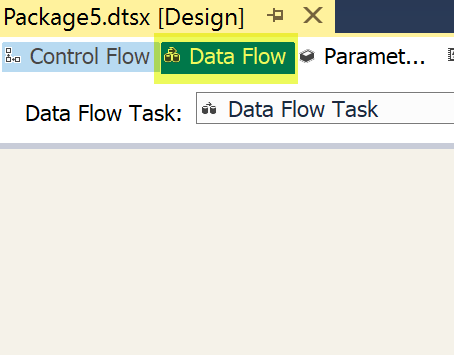 Package5.dtsx [Design]
Control Flow Data Flow Paramet...
Data Flow Task: Data Flow Task